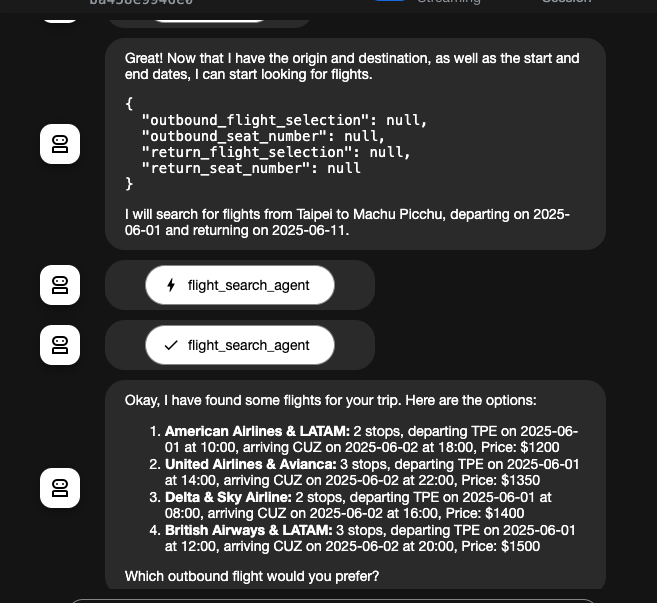 Great! Now that I have the origin and destination, as well as the start and
end dates, I can start looking for flights.
{
"outbound_flight_selection": null,
"outbound_seat_number": null,
"return_flight_selection": null,
"return_seat_number": null
}
I will search for flights from Taipei to Machu Picchu, departing on 2025-
06-01 and returning on 2025-06-11.
flight_search_agent
flight_search_agent
Okay, I have found some flights for your trip. Here are the options:
1. American Airlines & LATAM: 2 stops, departing TPE on 2025-06-
01 at 10:00, arriving CUZ on 2025-06-02 at 18:00, Price: $1200
2. United Airlines & Avianca: 3 stops, departing TPE on 2025-06-01
at 14:00, arriving CUZ on 2025-06-02 at 22:00, Price: $1350
3. Delta & Sky Airline: 2 stops, departing TPE on 2025-06-01 at
08:00, arriving CUZ on 2025-06-02 at 16:00, Price: $1400
4. British Airways & LATAM: 3 stops, departing TPE on 2025-06-01
at 12:00, arriving CUZ on 2025-06-02 at 20:00, Price: $1500
Which outbound flight would you prefer?